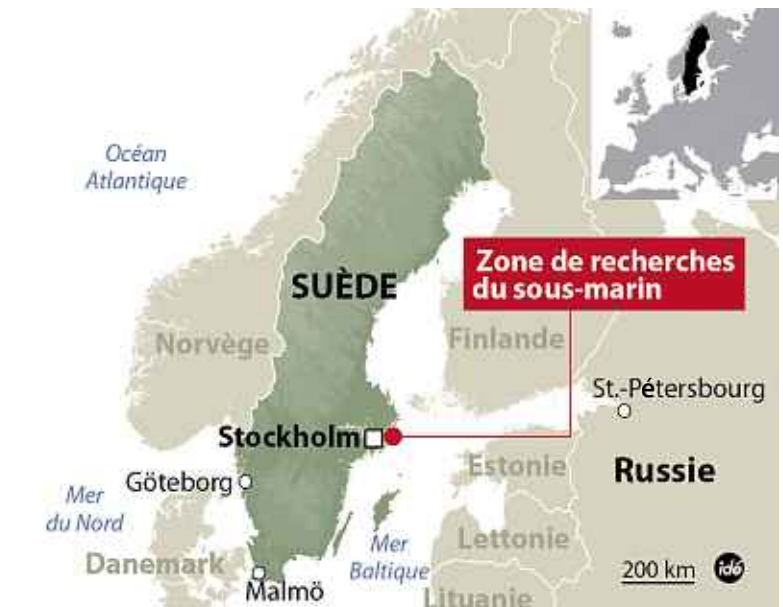 Océan
Atlantique
Zone de recherches
du sous-marin
SUÈDE
Norvège
Finlande
St.-Pétersbourg
Stockholm
Estonie
Russie
Göteborg
Mer
du Nord
Mer
Baltique
Lettonie
Danemark
200 km
idé
Malmö
Lituanie